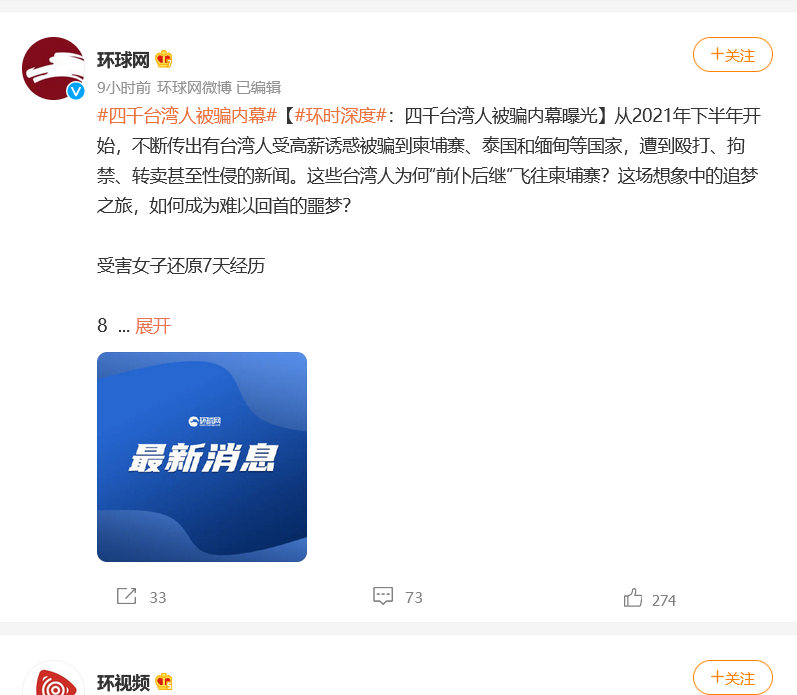 环球网
＋关注
9小时前 环球网微博 已编辑
#四千台湾人被骗内幕#【#环时深度#：四千台湾人被骗内幕曝光】从2021年下半年开
始，不断传出有台湾人受高薪诱惑被骗到柬埔寨、泰国和缅甸等国家，遭到殴打、拘
禁、转卖甚至性侵的新闻。这些台湾人为何“前仆后继”飞往柬埔寨？这场想象中的追梦
之旅，如何成为难以回首的噩梦？
受害女子还原7天经历
8 ... 展开
环球网
最新消息
33
73
274
环视频
＋关注